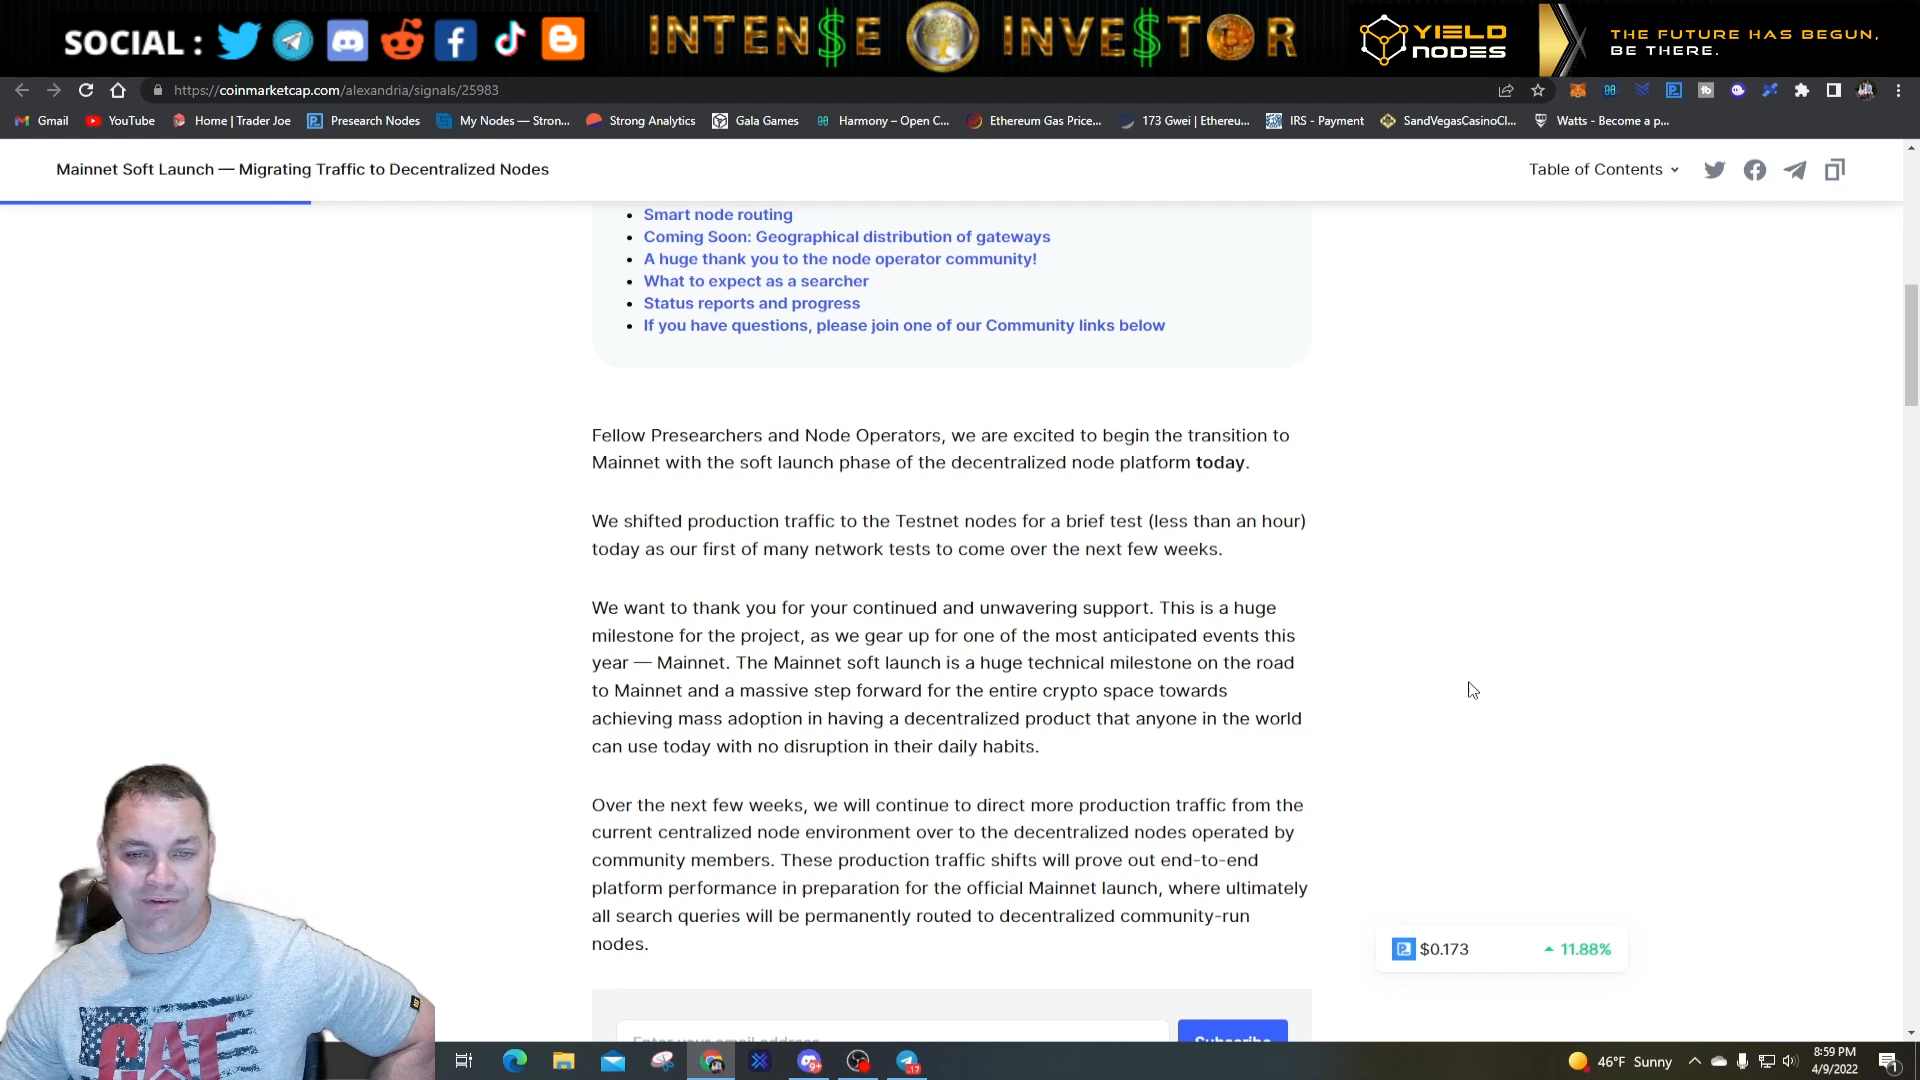 SOCIAL :
INTEN$E INVE$TOR
YIELD NODES
THE FUTURE HAS BEGUN,
BE THERE.
https://coinmarketcap.com/alexandria/signals/25983
Gmail
YouTube
Home | Trader Joe
Presearch Nodes
My Nodes — Stron...
Strong Analytics
Gala Games
Harmony – Open C...
Ethereum Gas Price...
173 Gwei | Ethereu...
IRS - Payment
SandVegasCasinoCl...
Watts - Become a p...
Mainnet Soft Launch — Migrating Traffic to Decentralized Nodes
Table of Contents
Smart node routing
Coming Soon: Geographical distribution of gateways
A huge thank you to the node operator community!
What to expect as a searcher
Status reports and progress
If you have questions, please join one of our Community links below
Fellow Presearchers and Node Operators, we are excited to begin the transition to
Mainnet with the soft launch phase of the decentralized node platform today.
We shifted production traffic to the Testnet nodes for a brief test (less than an hour)
today as our first of many network tests to come over the next few weeks.
We want to thank you for your continued and unwavering support. This is a huge
milestone for the project, as we gear up for one of the most anticipated events this
year — Mainnet. The Mainnet soft launch is a huge technical milestone on the road
to Mainnet and a massive step forward for the entire crypto space towards
achieving mass adoption in having a decentralized product that anyone in the world
can use today with no disruption in their daily habits.
Over the next few weeks, we will continue to direct more production traffic from the
current centralized node environment over to the decentralized nodes operated by
community members. These production traffic shifts will prove out end-to-end
platform performance in preparation for the official Mainnet launch, where ultimately
all search queries will be permanently routed to decentralized community-run
nodes.
$0.173
11.88%
Enter your email address
Subscribe
CAT
46°F Sunny
8:59 PM
4/9/2022